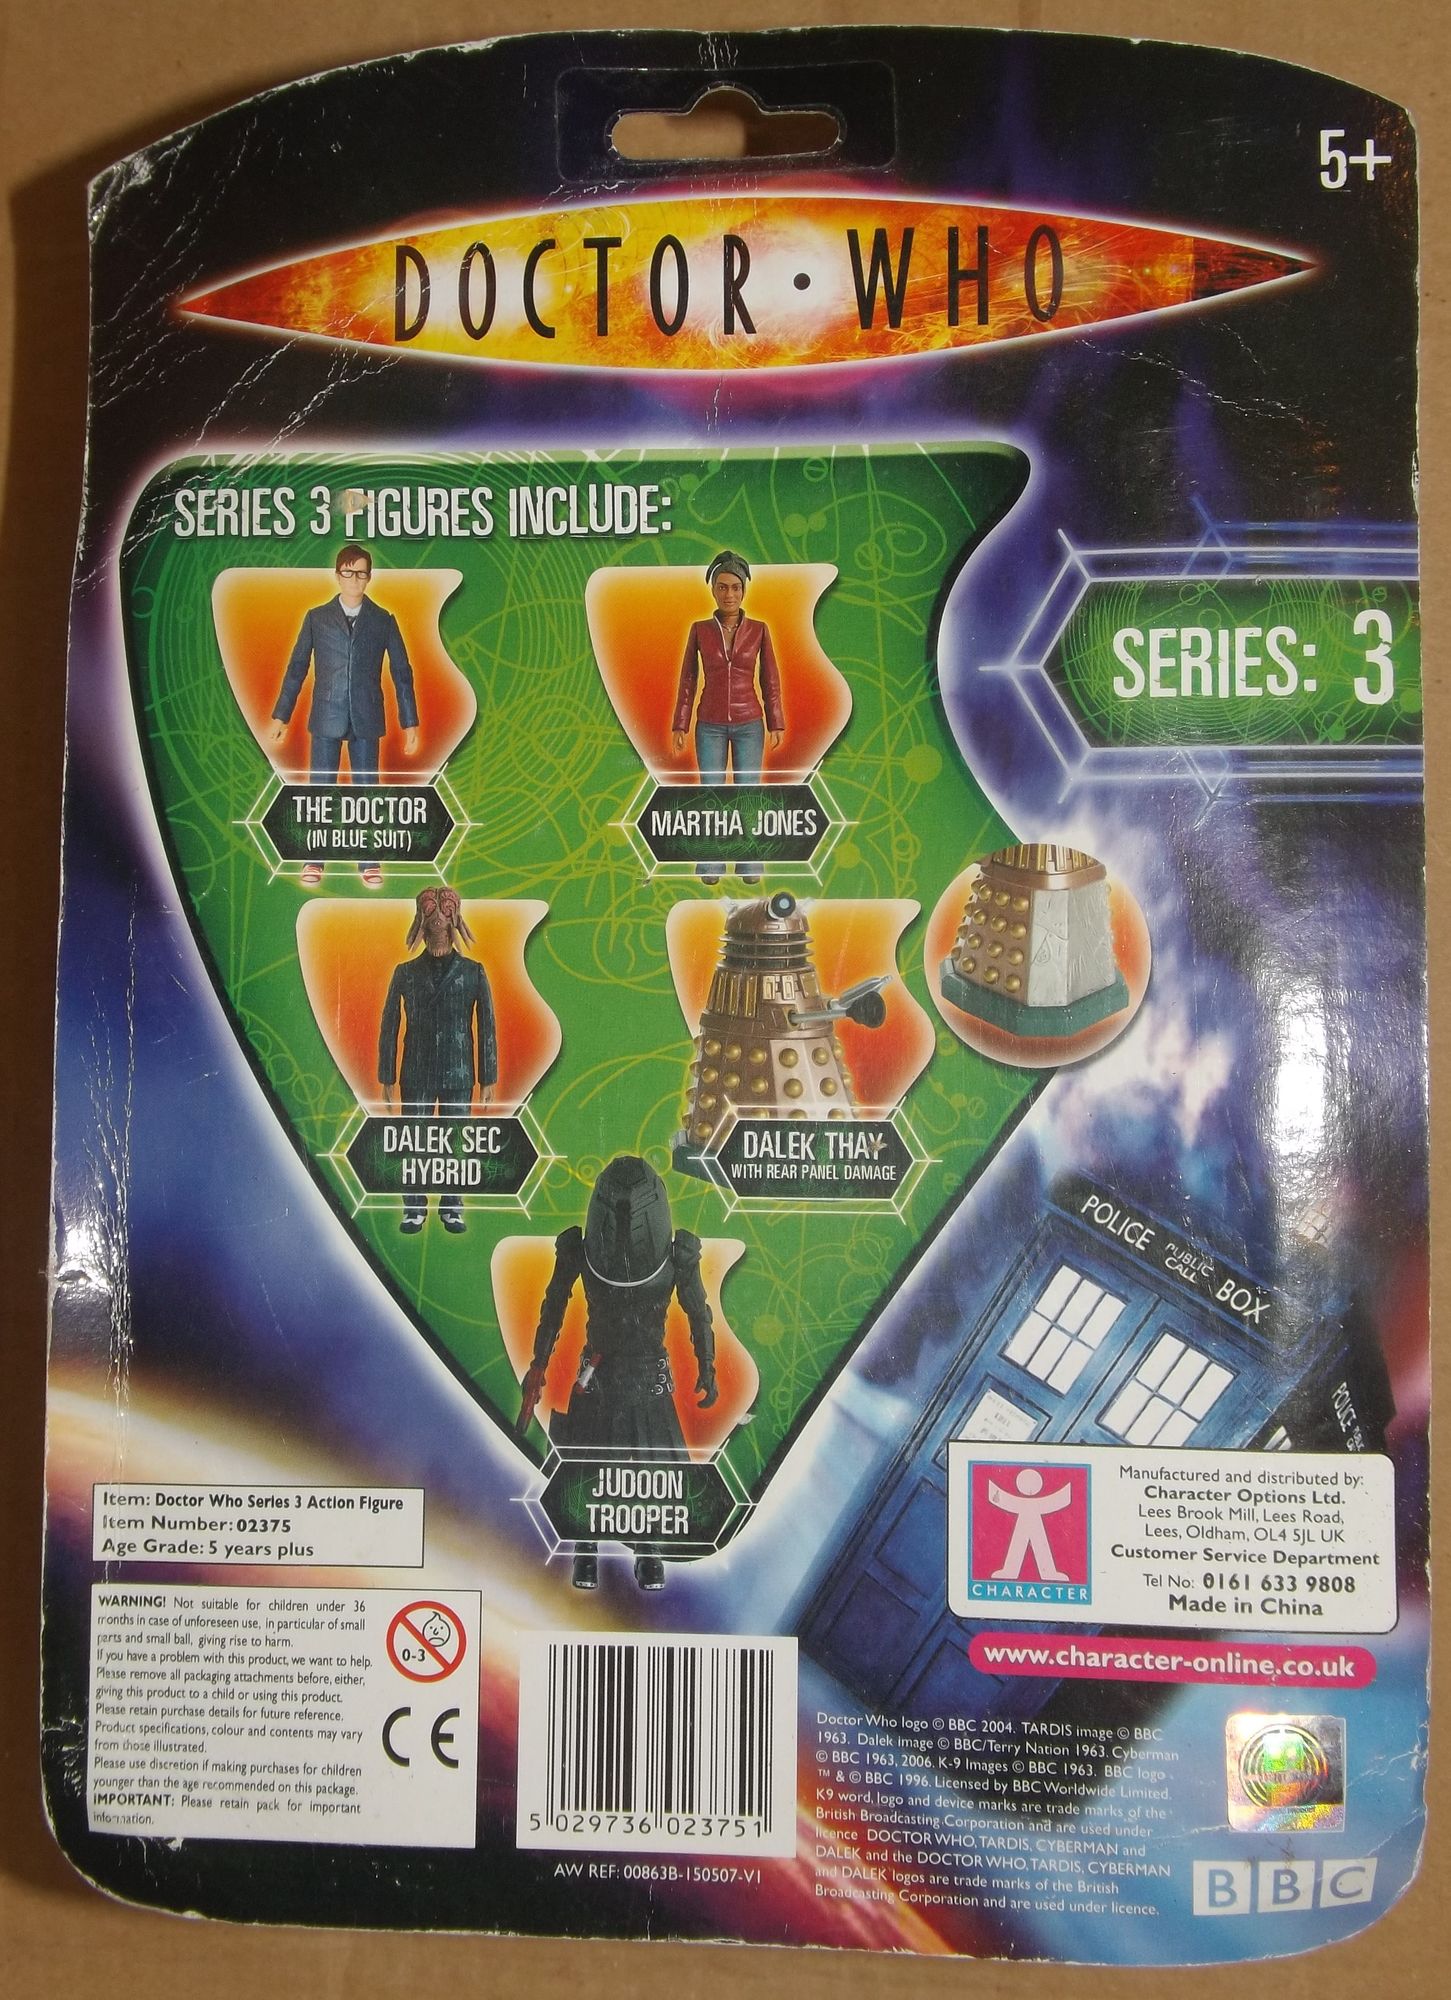 5+
DOCTOR · WHO
SERIES 3 FIGURES INCLUDE:
SERIES: 3
THE DOCTOR
(IN BLUE SUIT)
MARTHA JONES
DALEK SEC
HYBRID
DALEK THAY
WITH REAR PANEL DAMAGE
JUDOON
TROOPER
POLICE PUBLIC CALL BOX
Item: Doctor Who Series 3 Action Figure
Item Number: 02375
Age Grade: 5 years plus
WARNING! Not suitable for children under 36
months in case of unforeseen use, in particular of small
parts and small ball, giving rise to harm.
If you have a problem with this product, we want to help.
Please remove all packaging attachments before, either,
giving this product to a child or using this product.
Please retain purchase details for future reference.
Product specifications, colour and contents may vary
from those illustrated.
Please use discretion if making purchases for children
younger than the age recommended on this package.
IMPORTANT: Please retain pack for important
information.
0-3
CE
5 029736 023751
AW REF: 00863B-150507-V1
CHARACTER
Manufactured and distributed by:
Character Options Ltd.
Lees Brook Mill, Lees Road,
Lees, Oldham, OL4 5JL UK
Customer Service Department
Tel No: 0161 633 9808
Made in China
www.character-online.co.uk
Doctor Who logo © BBC 2004. TARDIS image © BBC
1963. Dalek image © BBC/Terry Nation 1963. Cyberman
© BBC 1963, 2006. K-9 Images © BBC 1963. BBC logo
™ & © BBC 1996. Licensed by BBC Worldwide Limited.
K9 word, logo and device marks are trade marks of the
British Broadcasting Corporation and are used under
licence DOCTOR WHO, TARDIS, CYBERMAN and
DALEK and the DOCTOR WHO, TARDIS, CYBERMAN
and DALEK logos are trade marks of the British
Broadcasting Corporation and are used under licence.
BBC